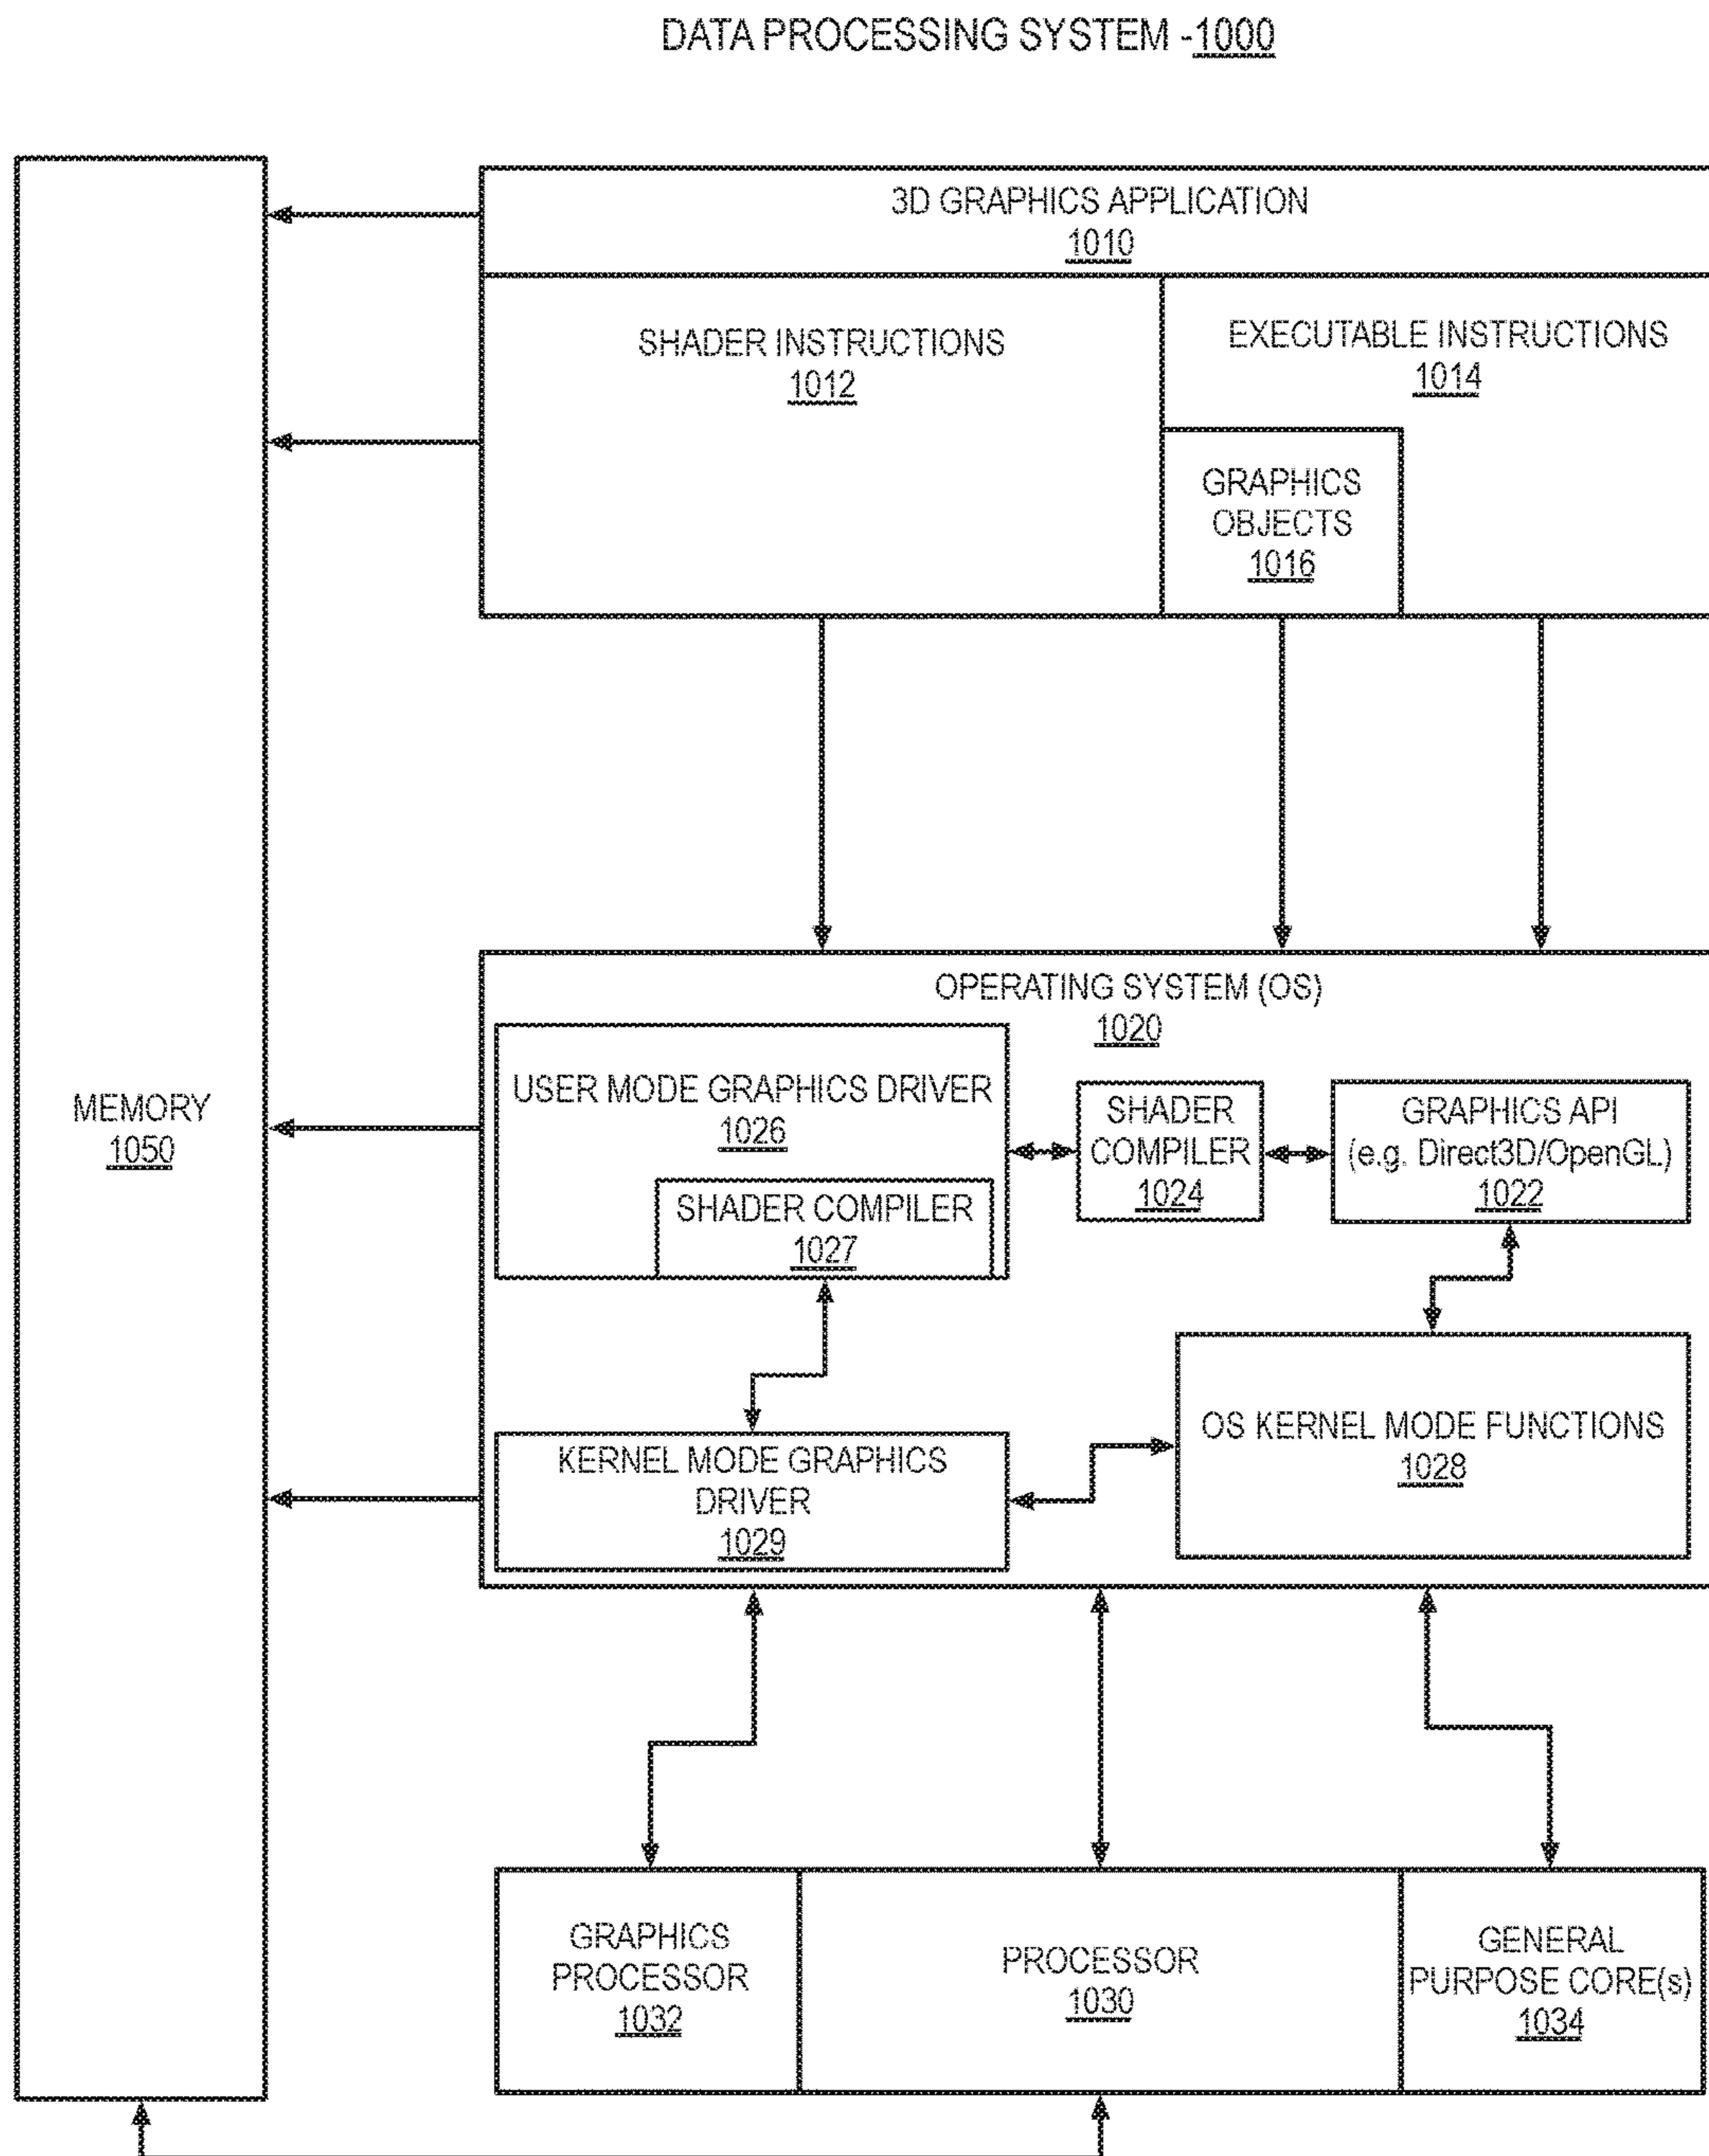 DATA PROCESSING SYSTEM -1000
3D GRAPHICS APPLICATION
1010
SHADER INSTRUCTIONS
1012
EXECUTABLE INSTRUCTIONS
1014
GRAPHICS
OBJECTS
1016
MEMORY
1050
OPERATING SYSTEM (OS)
1020
USER MODE GRAPHICS DRIVER
1026
SHADER COMPILER
1027
SHADER
COMPILER
1024
GRAPHICS API
(e.g. Direct3D/OpenGL)
1022
KERNEL MODE GRAPHICS
DRIVER
1029
OS KERNEL MODE FUNCTIONS
1028
GRAPHICS
PROCESSOR
1032
PROCESSOR
1030
GENERAL
PURPOSE CORE(s)
1034